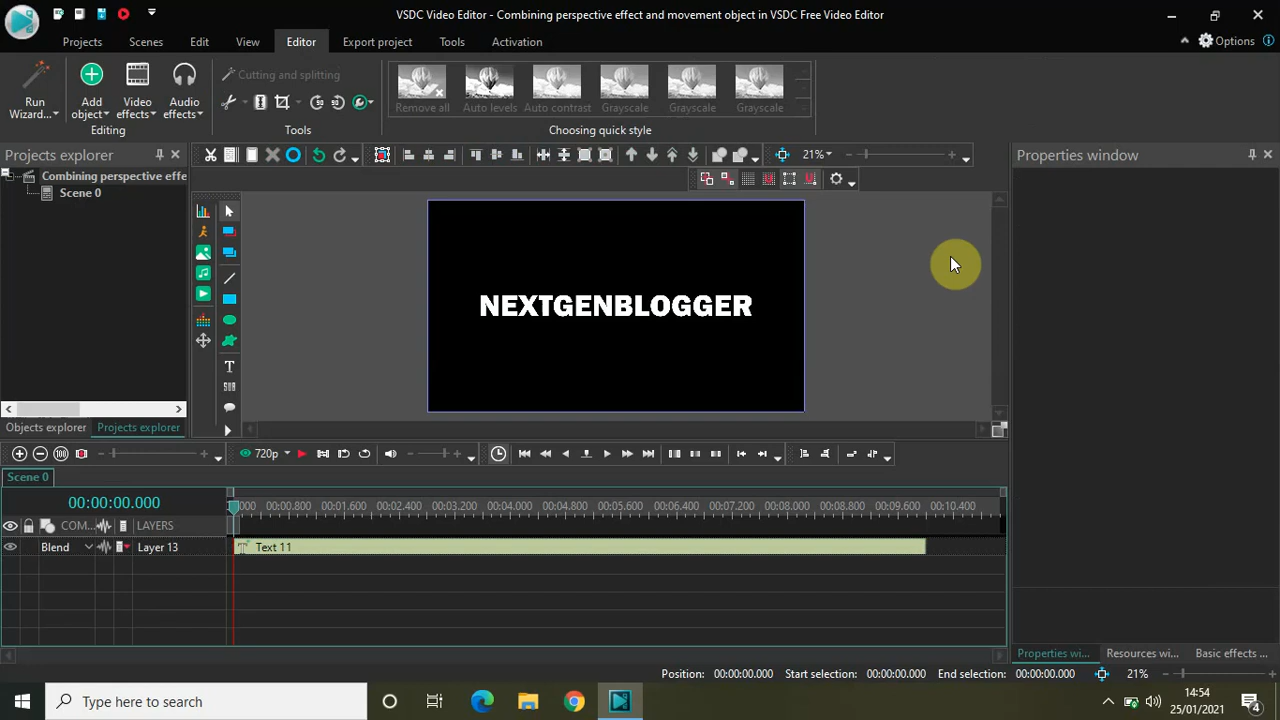 VSDC Video Editor - Combining perspective effect and movement object in VSDC Free Video Editor
Projects
Scenes
Edit
View
Editor
Export project
Tools
Activation
Options
Run
Wizard...
Add
object
Video
effects
Audio
effects
Editing
Cutting and splitting
Tools
Remove all
Auto levels
Auto contrast
Grayscale
Grayscale
Grayscale
Choosing quick style
Projects explorer
21%
Properties window
Combining perspective effe
Scene 0
NEXTGENBLOGGER
Objects explorer
Projects explorer
720p
Scene 0
00:00:00.000
000 00:00.800 00:01.600 00:02.400 00:03.200 00:04.000 00:04.800 00:05.600 00:06.400 00:07.200 00:08.000 00:08.800 00:09.600 00:10.400
COM...
LAYERS
Blend
Layer 13
Text 11
Properties wi...
Resources wi...
Basic effects ...
Position: 00:00:00.000 Start selection: 00:00:00.000 End selection: 00:00:00.000 21%
Type here to search
14:54
25/01/2021
4